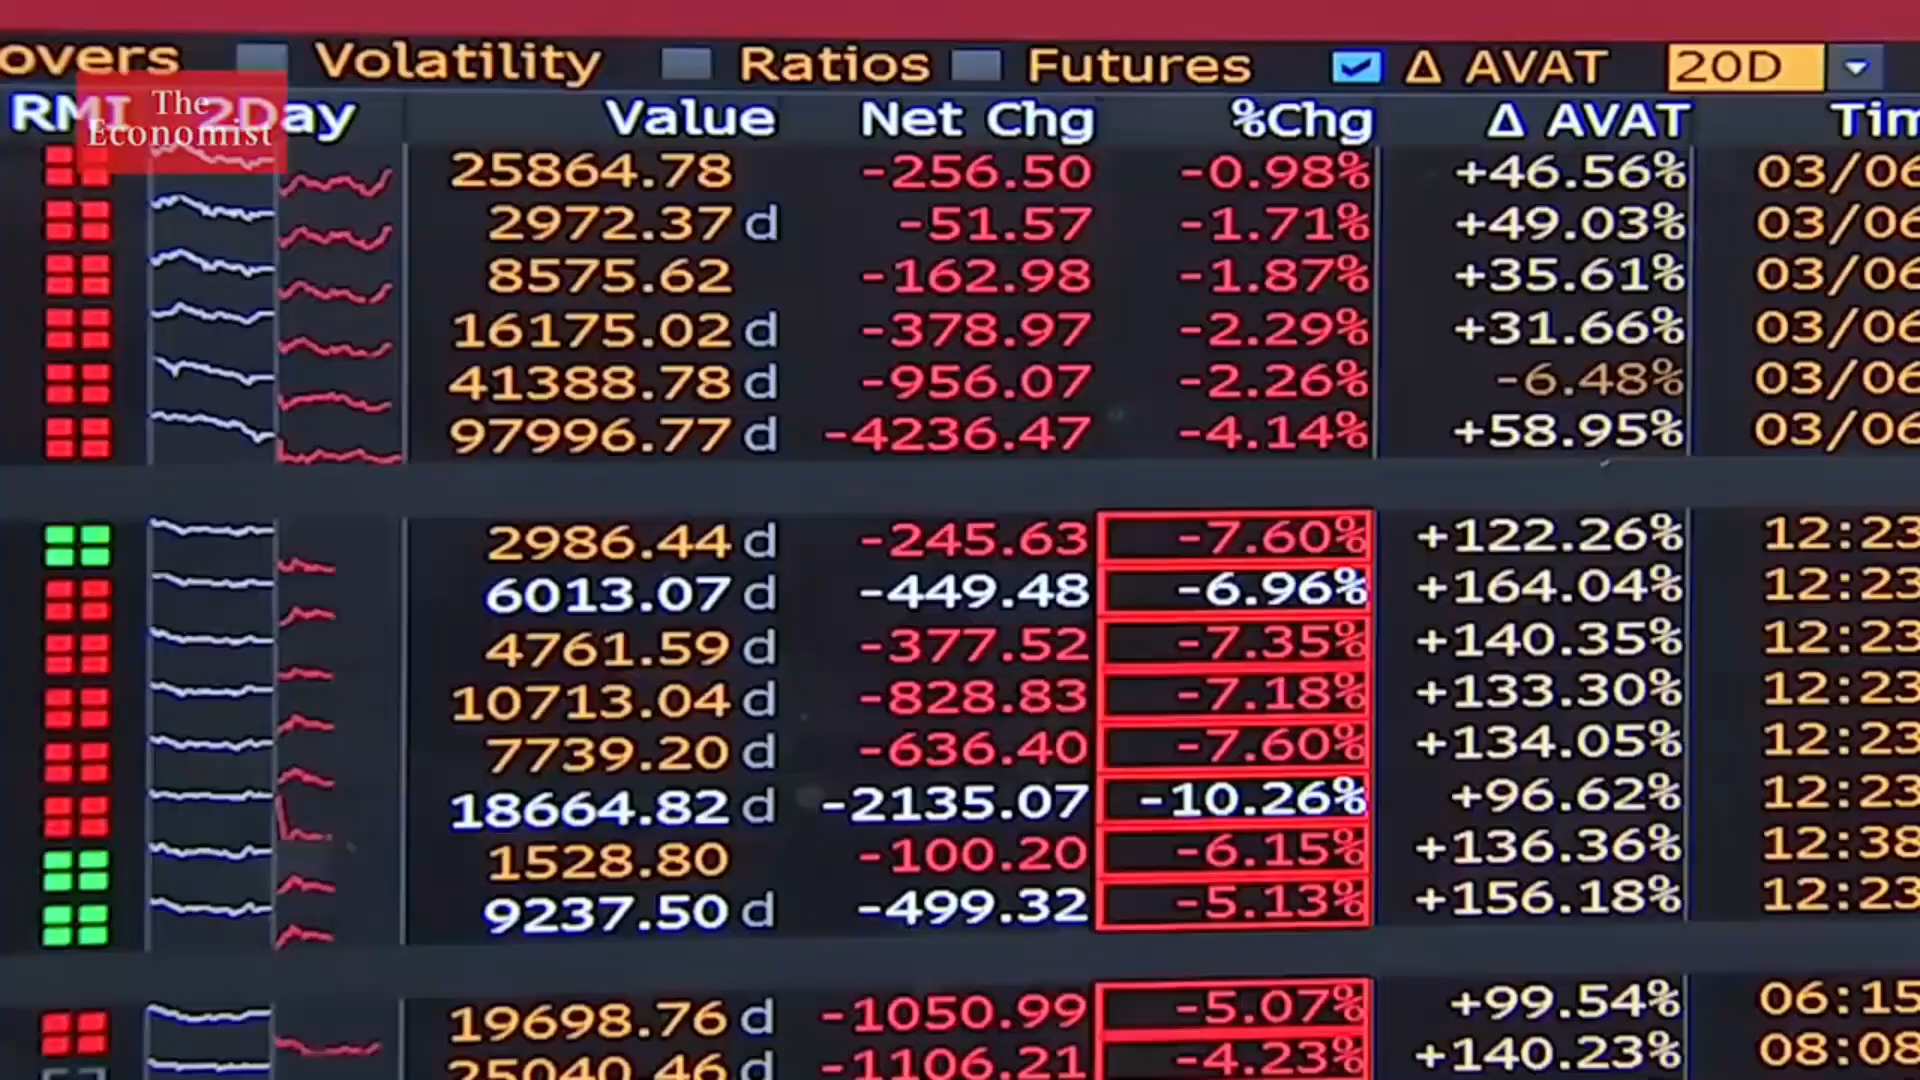 overs Volatility Ratios Futures Δ AVAT 20D
The
Economist
RMI 2Day Value Net Chg %Chg Δ AVAT Tim
25864.78 -256.50 -0.98% +46.56% 03/06
2972.37 d -51.57 -1.71% +49.03% 03/06
8575.62 -162.98 -1.87% +35.61% 03/06
16175.02 d -378.97 -2.29% +31.66% 03/06
41388.78 d -956.07 -2.26% -6.48% 03/06
97996.77 d -4236.47 -4.14% +58.95% 03/06
2986.44 d -245.63 -7.60% +122.26% 12:23
6013.07 d -449.48 -6.96% +164.04% 12:23
4761.59 d -377.52 -7.35% +140.35% 12:23
10713.04 d -828.83 -7.18% +133.30% 12:23
7739.20 d -636.40 -7.60% +134.05% 12:23
18664.82 d -2135.07 -10.26% +96.62% 12:23
1528.80 -100.20 -6.15% +136.36% 12:38
9237.50 d -499.32 -5.13% +156.18% 12:23
19698.76 d -1050.99 -5.07% +99.54% 06:15
25040.46 d -1106.21 -4.23% +140.23% 08:08